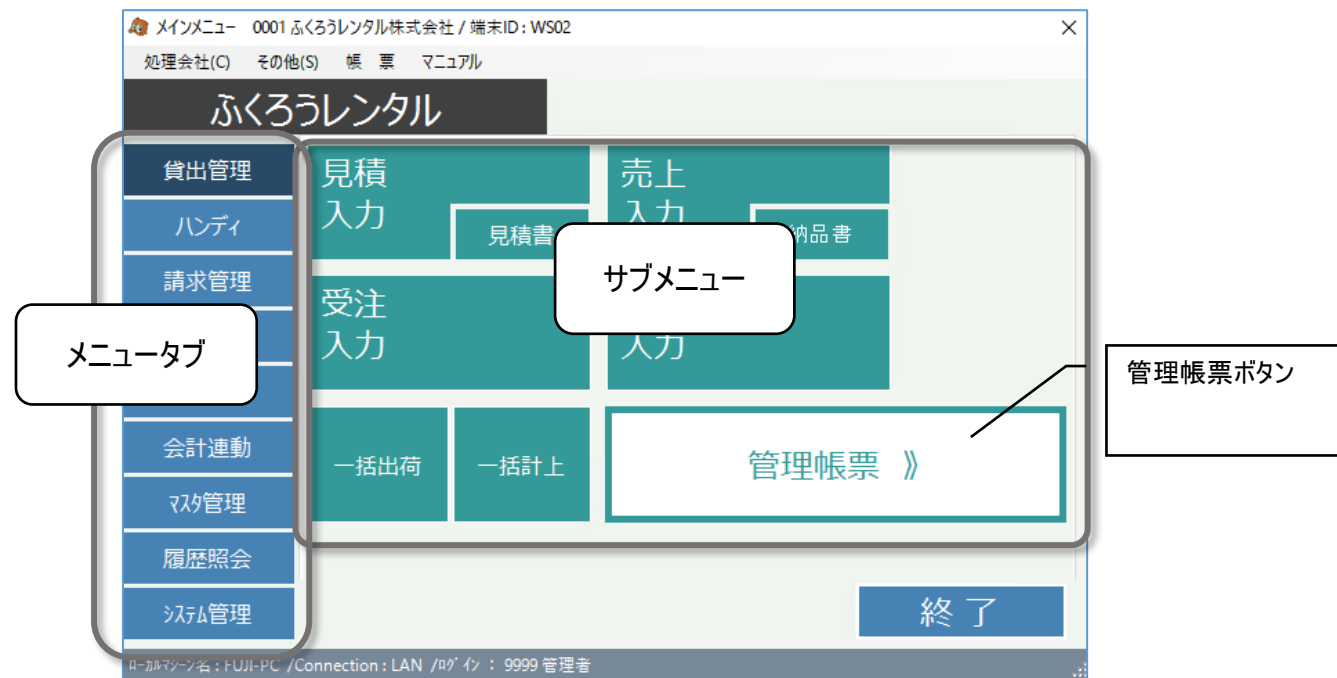 メインメニュー 0001 ふくろうレンタル株式会社 / 端末ID : WS02
処理会社(C) その他(S) 帳 票 マニュアル
ふくろうレンタル
貸出管理
ハンディ
請求管理
会計連動
ﾏｽﾀ管理
履歴照会
ｼｽﾃﾑ管理
メニュータブ
見積
入力
見積書
売上
入力
納品書
サブメニュー
受注
入力
入力
一括出荷
一括計上
管理帳票 》
管理帳票ボタン
終 了
ﾛｰｶﾙﾏｼｰﾝ名 : FUJI-PC /Connection : LAN /ﾛｸﾞｲﾝ : 9999 管理者